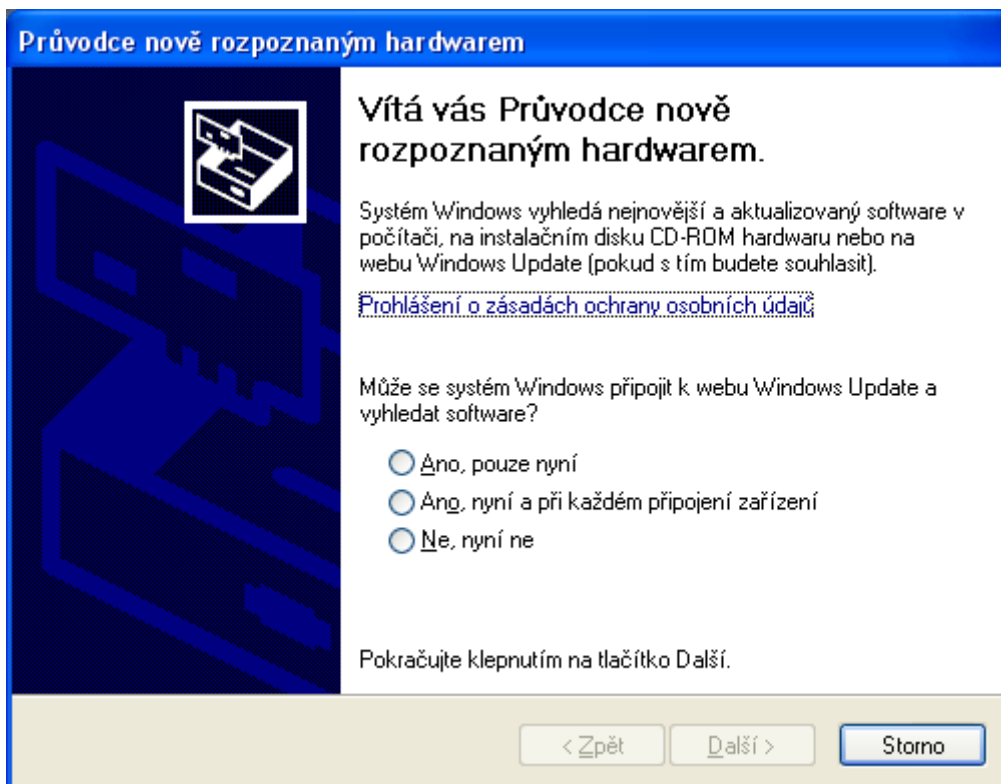 Průvodce nově rozpoznaným hardwarem
Vítá vás Průvodce nově
rozpoznaným hardwarem.
Systém Windows vyhledá nejnovější a aktualizovaný software v
počítači, na instalačním disku CD-ROM hardwaru nebo na
webu Windows Update (pokud s tím budete souhlasit).
Prohlášení o zásadách ochrany osobních údajů
Může se systém Windows připojit k webu Windows Update a
vyhledat software?
Ano, pouze nyní
Ano, nyní a při každém připojení zařízení
Ne, nyní ne
Pokračujte klepnutím na tlačítko Další.
< Zpět Další > Storno